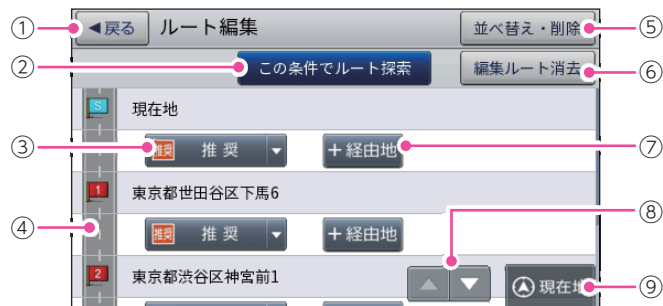 ① ◀戻る ルート編集 並べ替え・削除 ⑤
② この条件でルート探索 編集ルート消去 ⑥
S 現在地
③ 推奨 推奨 ▼ +経由地 ⑦
1 東京都世田谷区下馬6
④ 推奨 推奨 ▼ +経由地 ⑧
2 東京都渋谷区神宮前1 ▲ ▼ 現在地 ⑨